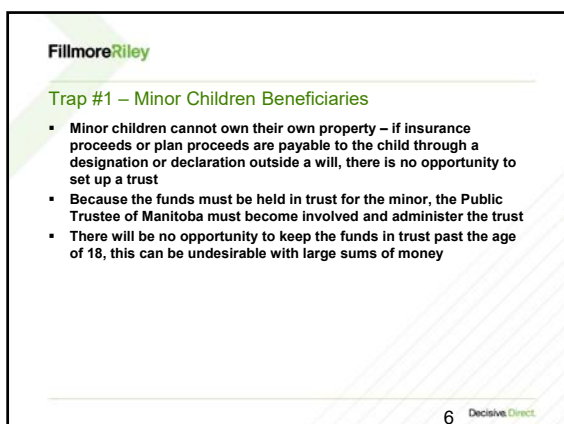 FillmoreRiley
Trap #1 – Minor Children Beneficiaries
▪ Minor children cannot own their own property – if insurance
proceeds or plan proceeds are payable to the child through a
designation or declaration outside a will, there is no opportunity to
set up a trust
▪ Because the funds must be held in trust for the minor, the Public
Trustee of Manitoba must become involved and administer the trust
▪ There will be no opportunity to keep the funds in trust past the age
of 18, this can be undesirable with large sums of money
6 Decisive.Direct.